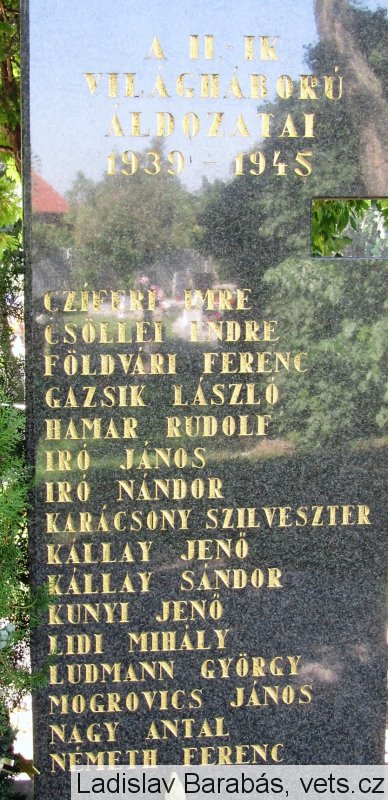 A II.-IK
VILÁGHÁBORÚ
ÁLDOZATAI
1939 - 1945
CZIFFRI IMRE
CSÖLLEI ENDRE
FÖLDVÁRI FERENC
GAZSIK LÁSZLÓ
HAMAR RUDOLF
IRÓ JÁNOS
IRÓ NÁNDOR
KARÁCSONY SZILVESZTER
KÁLLAY JENŐ
KÁLLAY SÁNDOR
KUNYI JENŐ
LIDI MIHÁLY
LUDMANN GYÖRGY
MOGROVICS JÁNOS
NAGY ANTAL
NÉMETH FERENC
Ladislav Barabás, vets.cz